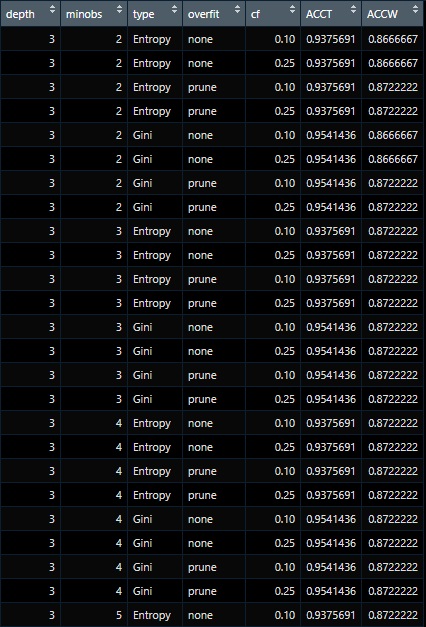 depth minobs type overfit cf ACCT ACCW
3 2 Entropy none 0.10 0.9375691 0.8666667
3 2 Entropy none 0.25 0.9375691 0.8666667
3 2 Entropy prune 0.10 0.9375691 0.8722222
3 2 Entropy prune 0.25 0.9375691 0.8722222
3 2 Gini none 0.10 0.9541436 0.8666667
3 2 Gini none 0.25 0.9541436 0.8666667
3 2 Gini prune 0.10 0.9541436 0.8722222
3 2 Gini prune 0.25 0.9541436 0.8722222
3 3 Entropy none 0.10 0.9375691 0.8722222
3 3 Entropy none 0.25 0.9375691 0.8722222
3 3 Entropy prune 0.10 0.9375691 0.8722222
3 3 Entropy prune 0.25 0.9375691 0.8722222
3 3 Gini none 0.10 0.9541436 0.8722222
3 3 Gini none 0.25 0.9541436 0.8722222
3 3 Gini prune 0.10 0.9541436 0.8722222
3 3 Gini prune 0.25 0.9541436 0.8722222
3 4 Entropy none 0.10 0.9375691 0.8722222
3 4 Entropy none 0.25 0.9375691 0.8722222
3 4 Entropy prune 0.10 0.9375691 0.8722222
3 4 Entropy prune 0.25 0.9375691 0.8722222
3 4 Gini none 0.10 0.9541436 0.8722222
3 4 Gini none 0.25 0.9541436 0.8722222
3 4 Gini prune 0.10 0.9541436 0.8722222
3 4 Gini prune 0.25 0.9541436 0.8722222
3 5 Entropy none 0.10 0.9375691 0.8722222